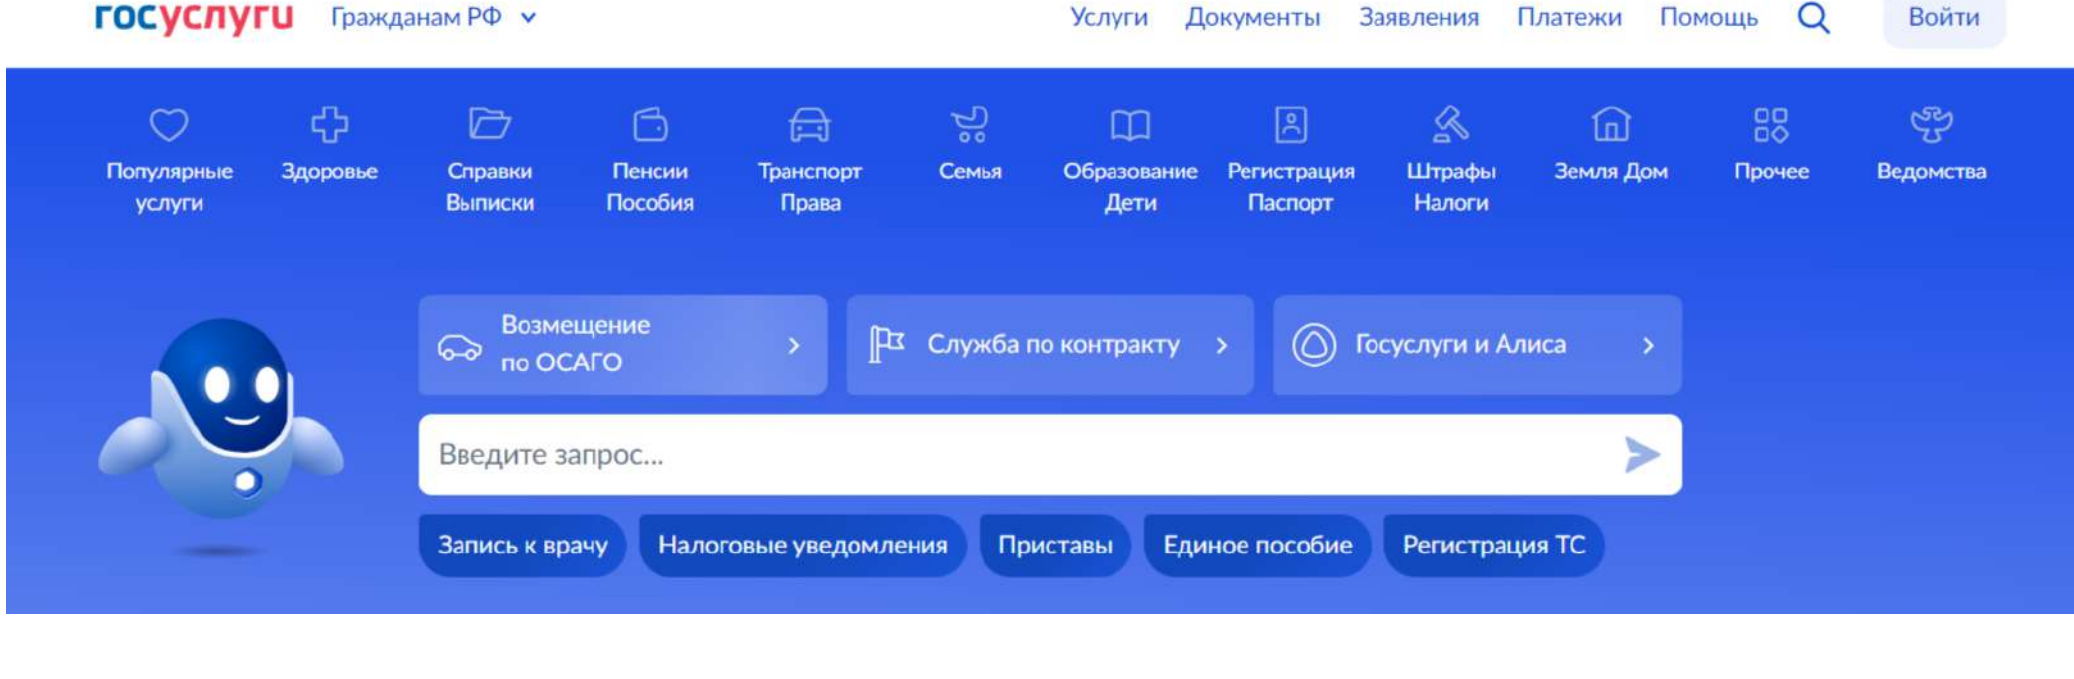 госуслуги Гражданам РФ Услуги Документы Заявления Платежи Помощь Войти
Популярные услуги
Здоровье
Справки Выписки
Пенсии Пособия
Транспорт Права
Семья
Образование Дети
Регистрация Паспорт
Штрафы Налоги
Земля Дом
Прочее
Ведомства
Возмещение
по ОСАГО
Служба по контракту
Госуслуги и Алиса
Введите запрос...
Запись к врачу Налоговые уведомления Приставы Единое пособие Регистрация ТС